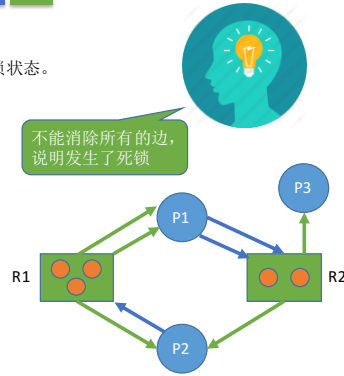 锁状态。
不能消除所有的边，
说明发生了死锁
P3
P1
R1
R2
P2